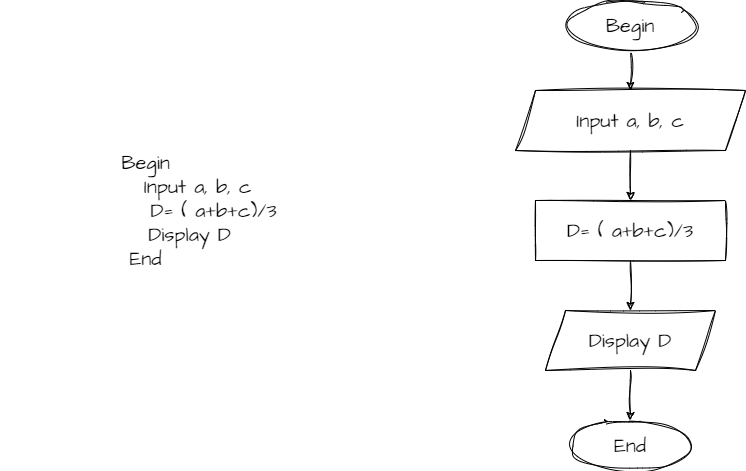 Begin
Input a, b, c
D= ( a+b+c)/3
Display D
End
Begin
Input a, b, c
D= ( a+b+c)/3
Display D
End